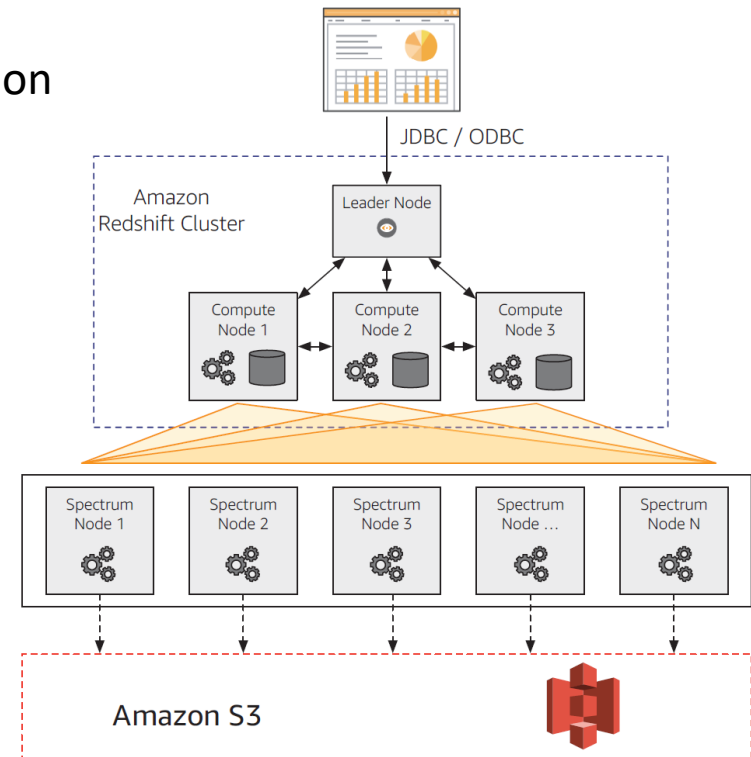 on
JDBC / ODBC
Amazon
Redshift Cluster
Leader Node
Compute
Node 1
Compute
Node 2
Compute
Node 3
Spectrum
Node 1
Spectrum
Node 2
Spectrum
Node 3
Spectrum
Node ...
Spectrum
Node N
Amazon S3